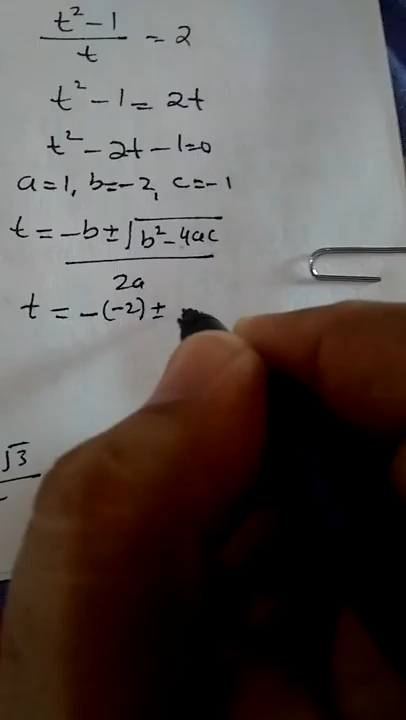 t² - 1 / t = 2
t² - 1 = 2t
t² - 2t - 1 = 0
a = 1, b = -2, c = -1
t = -b ± √(b² - 4ac) / 2a
t = -(-2) ±
√3